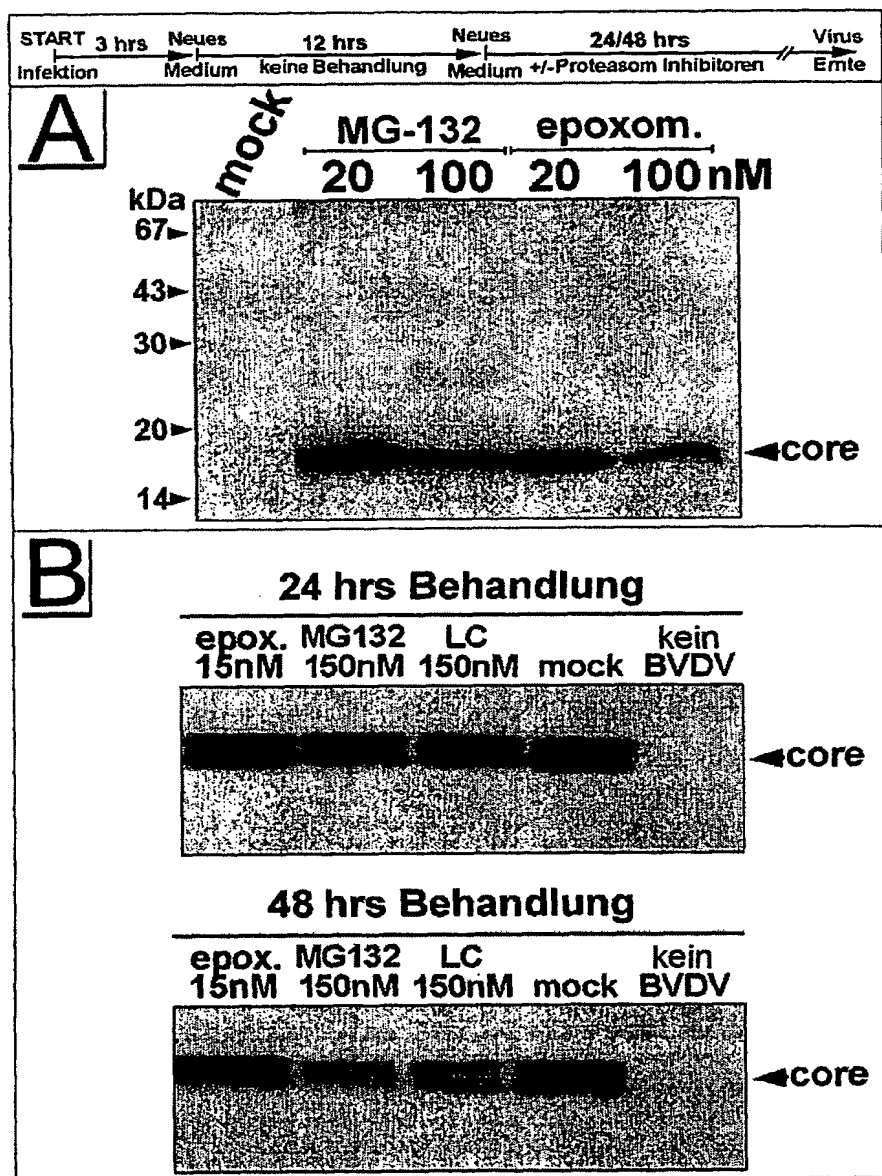 START 3 hrs Neues 12 hrs Neues 24/48 hrs Virus
Infektion Medium keine Behandlung Medium +/-Proteasom Inhibitoren Ernte
A
mock MG-132 epoxom.
20 100 20 100 nM
kDa
67
43
30
20
14
core
B
24 hrs Behandlung
epox. MG132 LC kein
15nM 150nM 150nM mock BVDV
core
48 hrs Behandlung
epox. MG132 LC kein
15nM 150nM 150nM mock BVDV
core